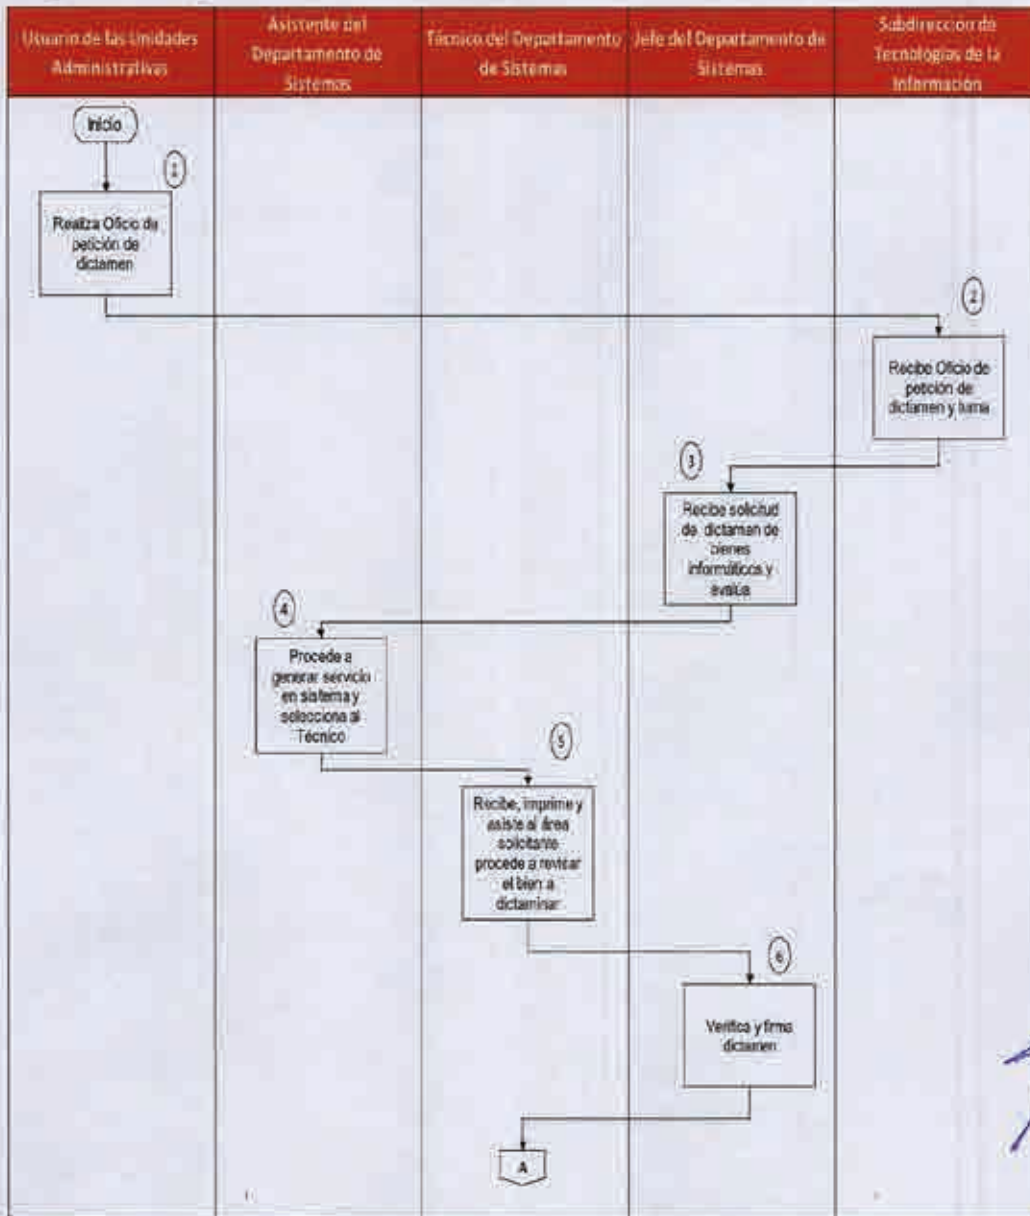 Usuario de las Unidades
Administrativas
Asistente del
Departamento de
Sistemas
Técnico del Departamento
de Sistemas
Jefe del Departamento de
Sistemas
Subdirección de
Tecnologías de la
Información
Inicio
1
Realiza Oficio de
petición de
dictamen
2
Recibe Oficio de
petición de
dictamen y turna
3
Recibe solicitud
de dictamen de
bienes
informáticos y
evalúa
4
Procede a
generar servicio
en sistema y
selecciona al
Técnico
5
Recibe, imprime y
asiste al área
solicitante
procede a revisar
el bien a
dictaminar
6
Verifica y firma
dictamen
A